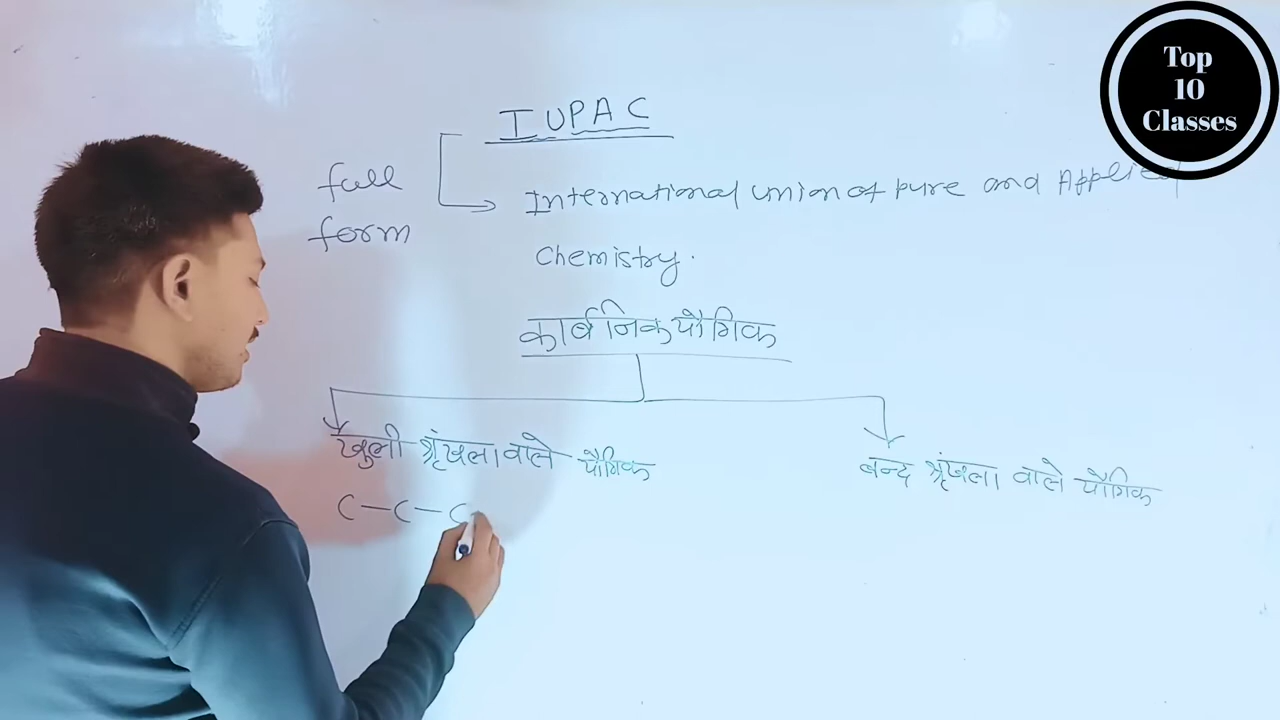 Top
10
Classes
IUPAC
full
form
International union of pure and Applied
Chemistry.
कार्बनिक यौगिक
खुली श्रृंखला वाले यौगिक
बन्द श्रृंखला वाले यौगिक
C-C-C